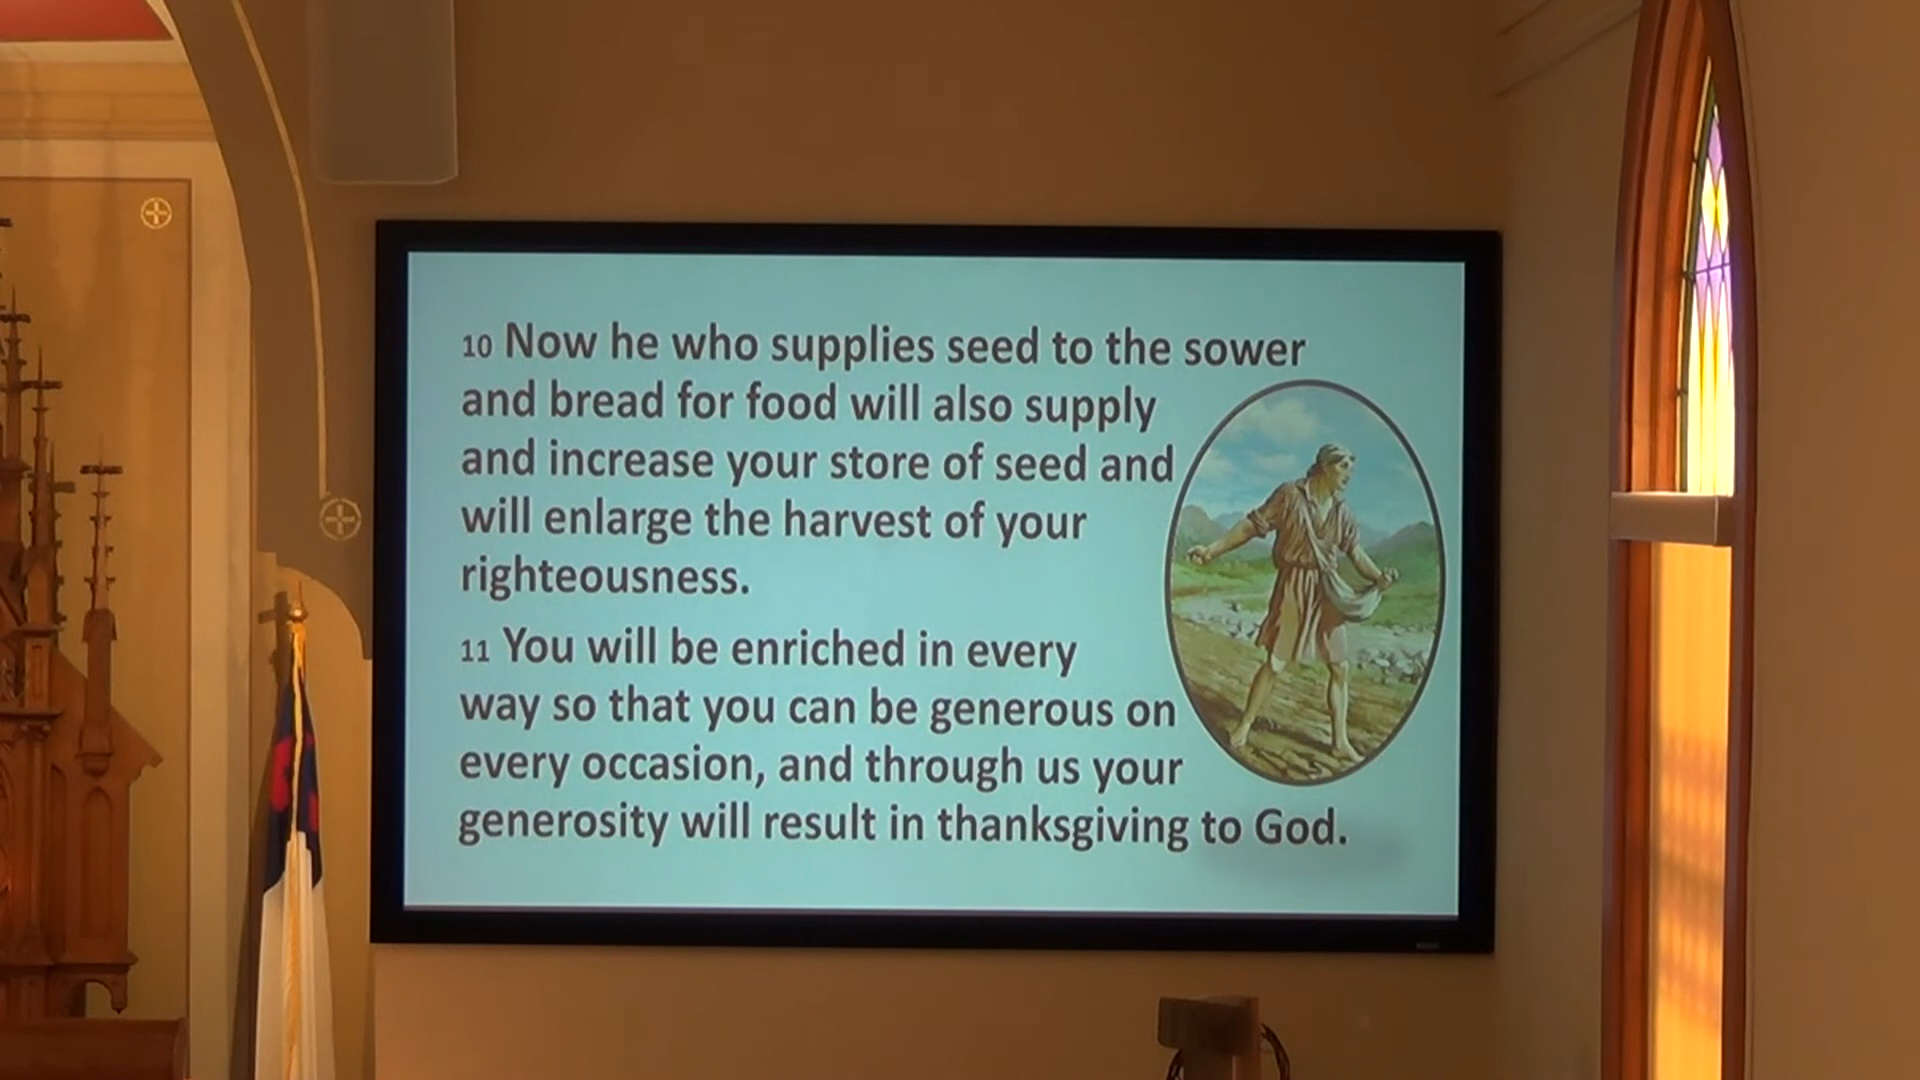 10 Now he who supplies seed to the sower
and bread for food will also supply
and increase your store of seed and
will enlarge the harvest of your
righteousness.
11 You will be enriched in every
way so that you can be generous on
every occasion, and through us your
generosity will result in thanksgiving to God.